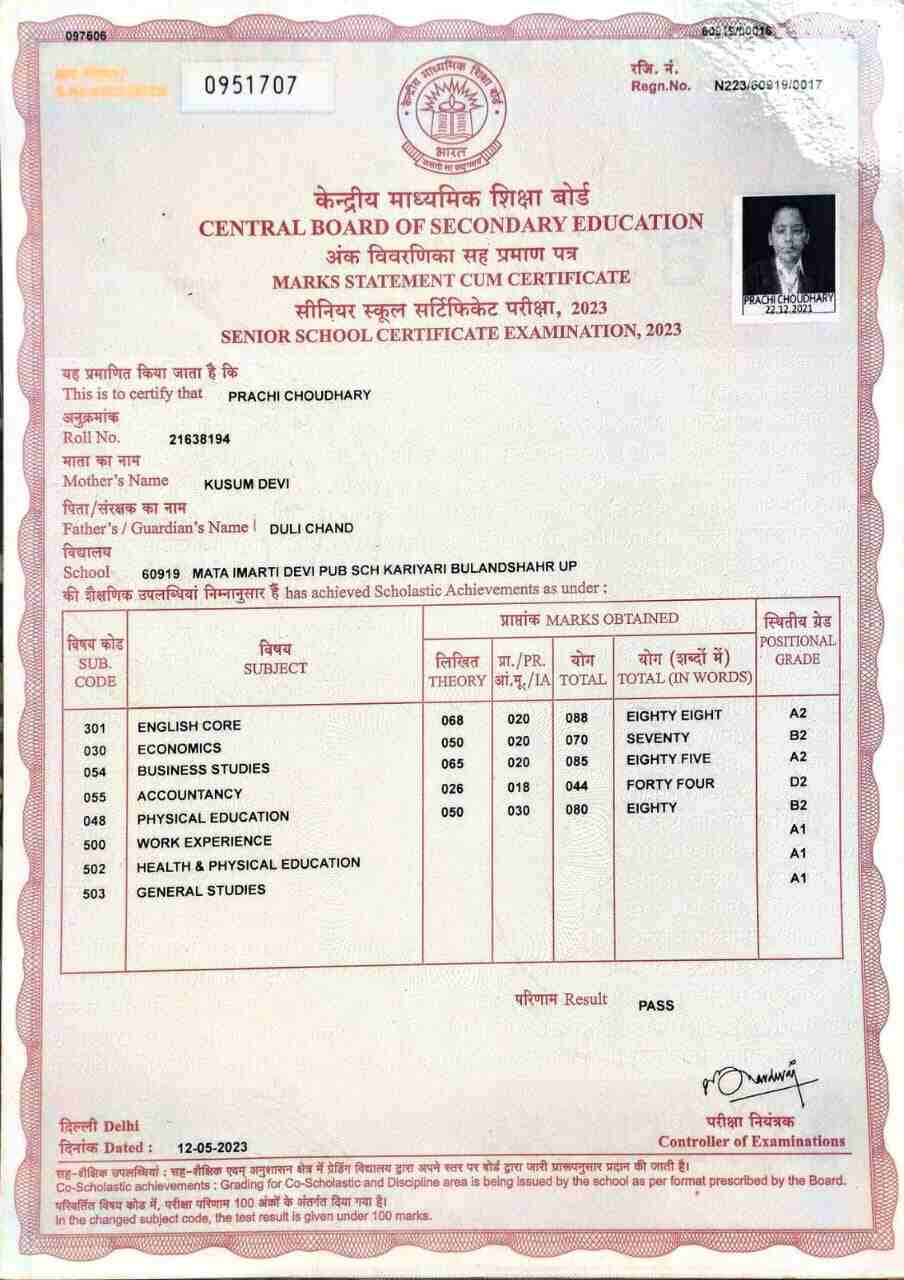 097606
0951707
रजि. नं.
Regn.No. N223/60919/0017
केन्द्रीय माध्यमिक शिक्षा बोर्ड
भारत
केन्द्रीय माध्यमिक शिक्षा बोर्ड
CENTRAL BOARD OF SECONDARY EDUCATION
अंक विवरणिका सह प्रमाण पत्र
MARKS STATEMENT CUM CERTIFICATE
सीनियर स्कूल सर्टिफिकेट परीक्षा, 2023
SENIOR SCHOOL CERTIFICATE EXAMINATION, 2023
PRACHI CHOUDHARY
22.12.2021
यह प्रमाणित किया जाता है कि
This is to certify that PRACHI CHOUDHARY
अनुक्रमांक
Roll No. 21638194
माता का नाम
Mother's Name KUSUM DEVI
पिता/संरक्षक का नाम
Father's / Guardian's Name DULI CHAND
विद्यालय
School 60919 MATA IMARTI DEVI PUB SCH KARIYARI BULANDSHAHR UP
की शैक्षणिक उपलब्धियां निम्नानुसार हैं has achieved Scholastic Achievements as under :
विषय कोड
SUB. CODE
विषय
SUBJECT
प्राप्तांक MARKS OBTAINED
लिखित
THEORY
प्रा./PR.
आं.मू./IA
योग
TOTAL
योग (शब्दों में)
TOTAL (IN WORDS)
स्थितीय ग्रेड
POSITIONAL GRADE
301 ENGLISH CORE 068 020 088 EIGHTY EIGHT A2
030 ECONOMICS 050 020 070 SEVENTY B2
054 BUSINESS STUDIES 065 020 085 EIGHTY FIVE A2
055 ACCOUNTANCY 026 018 044 FORTY FOUR D2
048 PHYSICAL EDUCATION 050 030 080 EIGHTY B2
500 WORK EXPERIENCE A1
502 HEALTH & PHYSICAL EDUCATION A1
503 GENERAL STUDIES A1
परिणाम Result PASS
दिल्ली Delhi
दिनांक Dated : 12-05-2023
परीक्षा नियंत्रक
Controller of Examinations
सह-शैक्षिक उपलब्धियां : सह-शैक्षिक एवम् अनुशासन क्षेत्र में ग्रेडिंग विद्यालय द्वारा अपने स्तर पर बोर्ड द्वारा जारी प्रारूपनुसार प्रदान की जाती है।
Co-Scholastic achievements : Grading for Co-Scholastic and Discipline area is being issued by the school as per format prescribed by the Board.
परिवर्तित विषय कोड में, परीक्षा परिणाम 100 अंकों के अंतर्गत दिया गया है।
In the changed subject code, the test result is given under 100 marks.